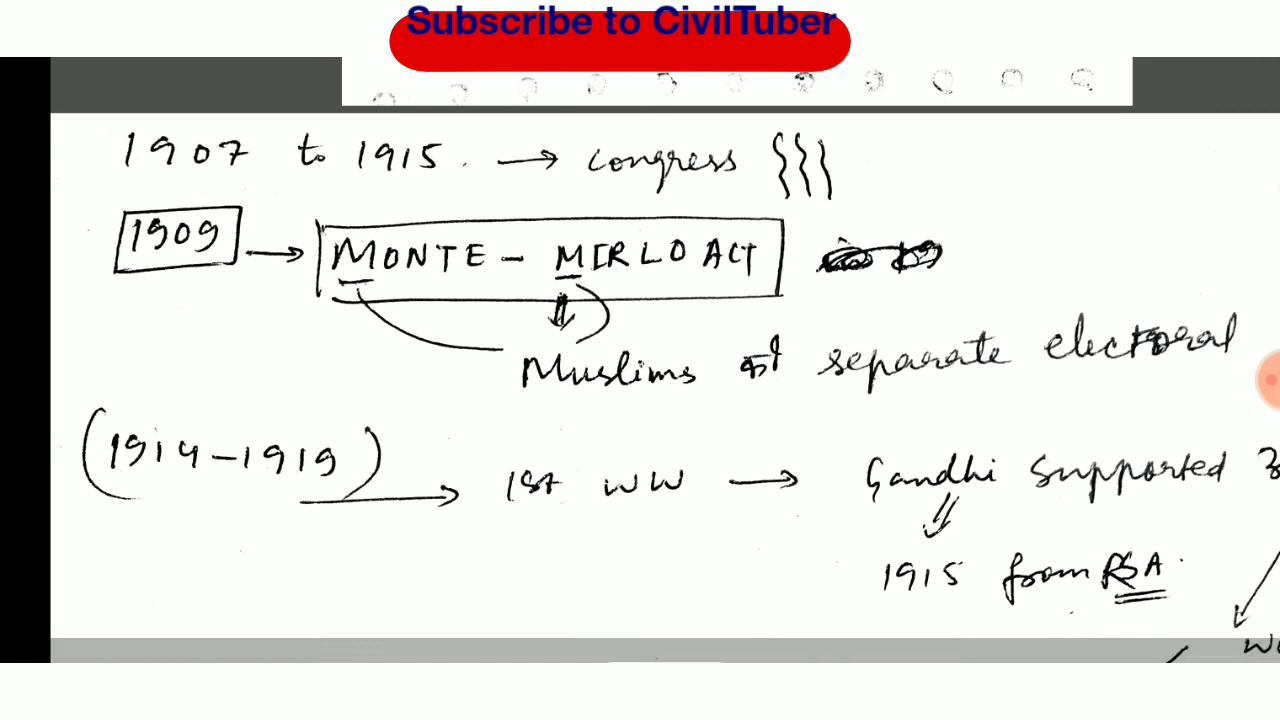 Subscribe to CivilTuber
1907 to 1915. → Congress
1909 → MONTE - MIRLO ACT
Muslims separate electoral
(1914-1919) → 1st WW → Gandhi supported
1915 from RSA.